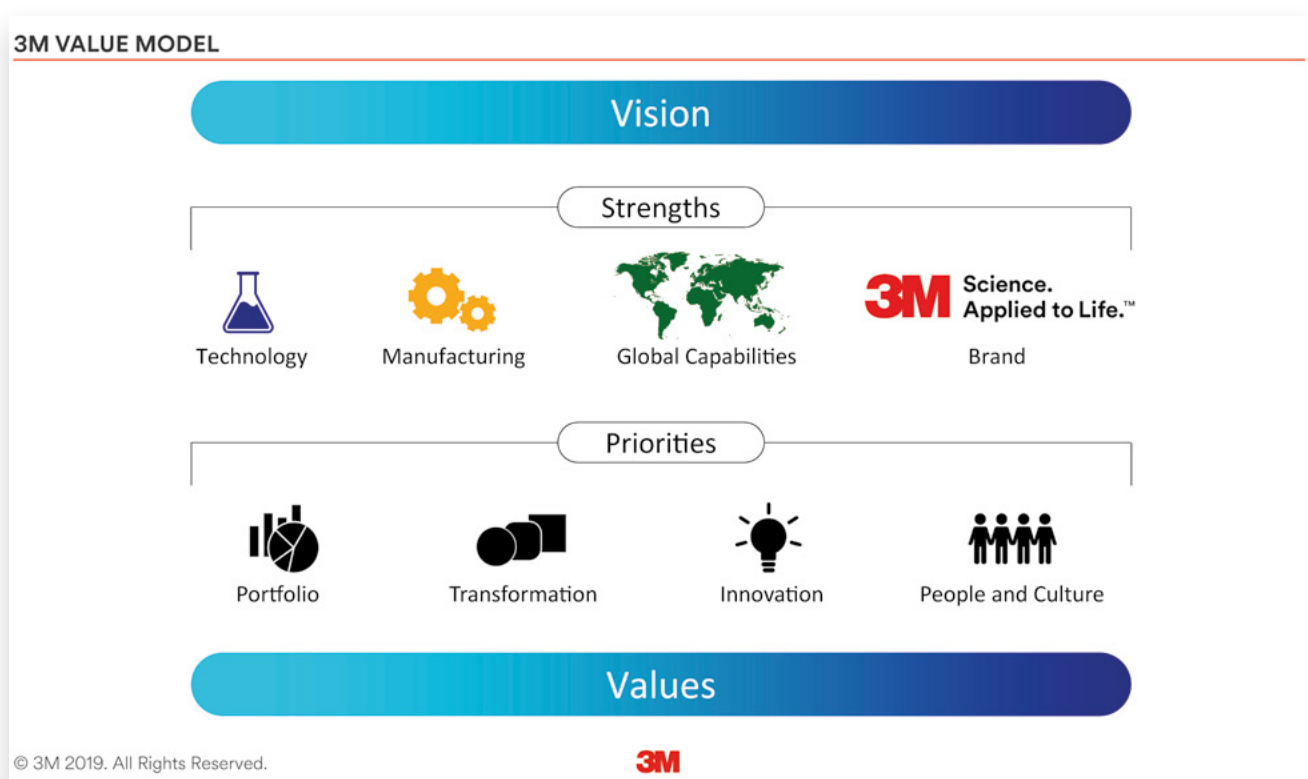 3M VALUE MODEL
Vision
Strengths
3M Science.
Applied to Life.™
Technology Manufacturing Global Capabilities Brand
Priorities
Portfolio Transformation Innovation People and Culture
Values
© 3M 2019. All Rights Reserved. 3M